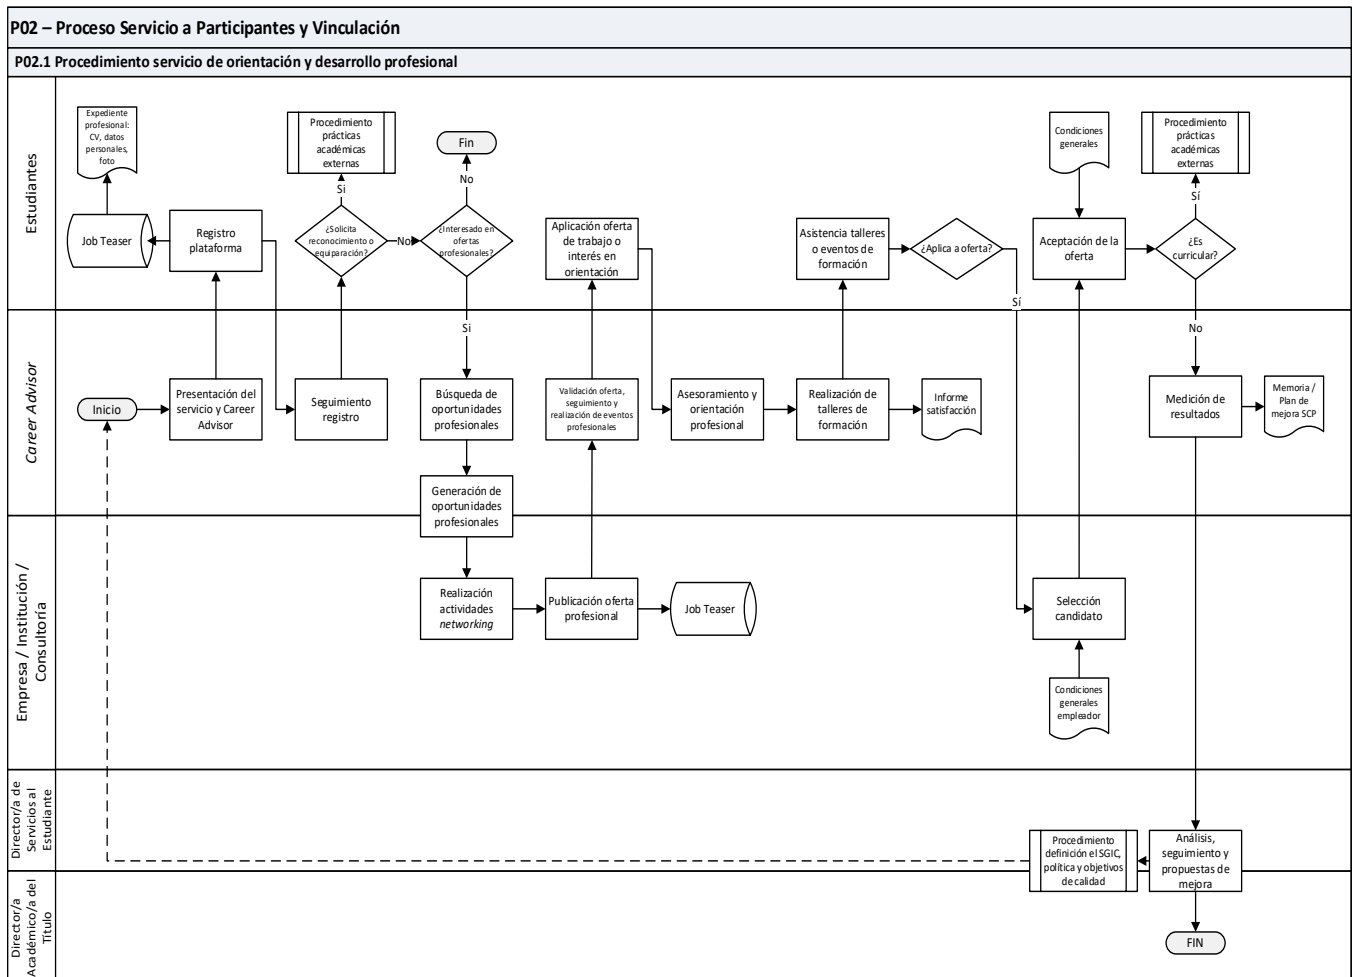 P02 – Proceso Servicio a Participantes y Vinculación
P02.1 Procedimiento servicio de orientación y desarrollo profesional
Estudiantes
Expediente
profesional:
CV, datos
personales,
foto
Job Teaser
Registro
plataforma
Procedimiento
prácticas
académicas
externas
Si
¿Solicita
reconocimiento o
equiparación?
No
Fin
No
¿Interesado en
ofertas
profesionales?
Si
Aplicación oferta
de trabajo o
interés en
orientación
Asistencia talleres
o eventos de
formación
¿Aplica a oferta?
Sí
Condiciones
generales
Aceptación de la
oferta
Procedimiento
prácticas
académicas
externas
Sí
¿Es
curricular?
No
Career Advisor
Inicio
Presentación del
servicio y Career
Advisor
Seguimiento
registro
Búsqueda de
oportunidades
profesionales
Generación de
oportunidades
profesionales
Validación oferta,
seguimiento y
realización de eventos
profesionales
Asesoramiento y
orientación
profesional
Realización de
talleres de
formación
Informe
satisfacción
Medición de
resultados
Memoria /
Plan de
mejora SCP
Empresa / Institución /
Consultoría
Realización
actividades
networking
Publicación oferta
profesional
Job Teaser
Selección
candidato
Condiciones
generales
empleador
Director/a de
Servicios al
Estudiante
Procedimiento
definición el SGIC,
política y objetivos
de calidad
Análisis,
seguimiento y
propuestas de
mejora
Director/a
Académico/a del
Título
FIN